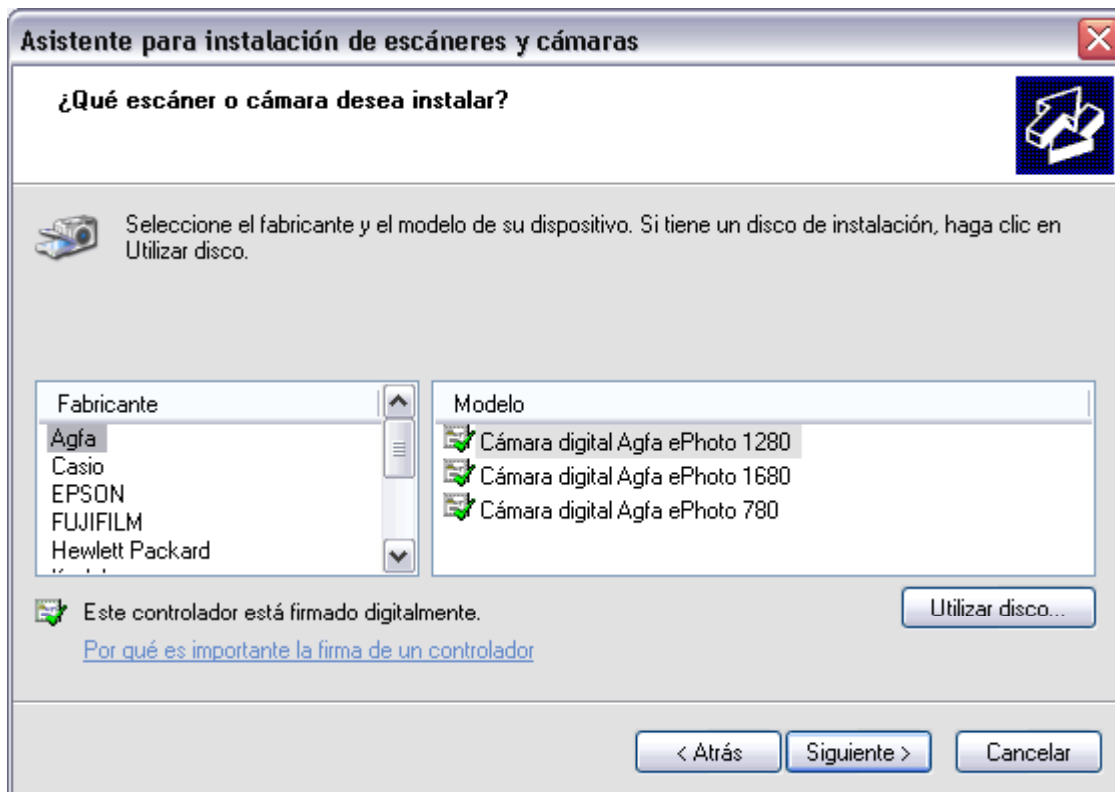 Asistente para instalación de escáneres y cámaras
¿Qué escáner o cámara desea instalar?
Seleccione el fabricante y el modelo de su dispositivo. Si tiene un disco de instalación, haga clic en
Utilizar disco.
Fabricante
Agfa
Casio
EPSON
FUJIFILM
Hewlett Packard
Modelo
Cámara digital Agfa ePhoto 1280
Cámara digital Agfa ePhoto 1680
Cámara digital Agfa ePhoto 780
Este controlador está firmado digitalmente.
Utilizar disco...
Por qué es importante la firma de un controlador
< Atrás
Siguiente >
Cancelar